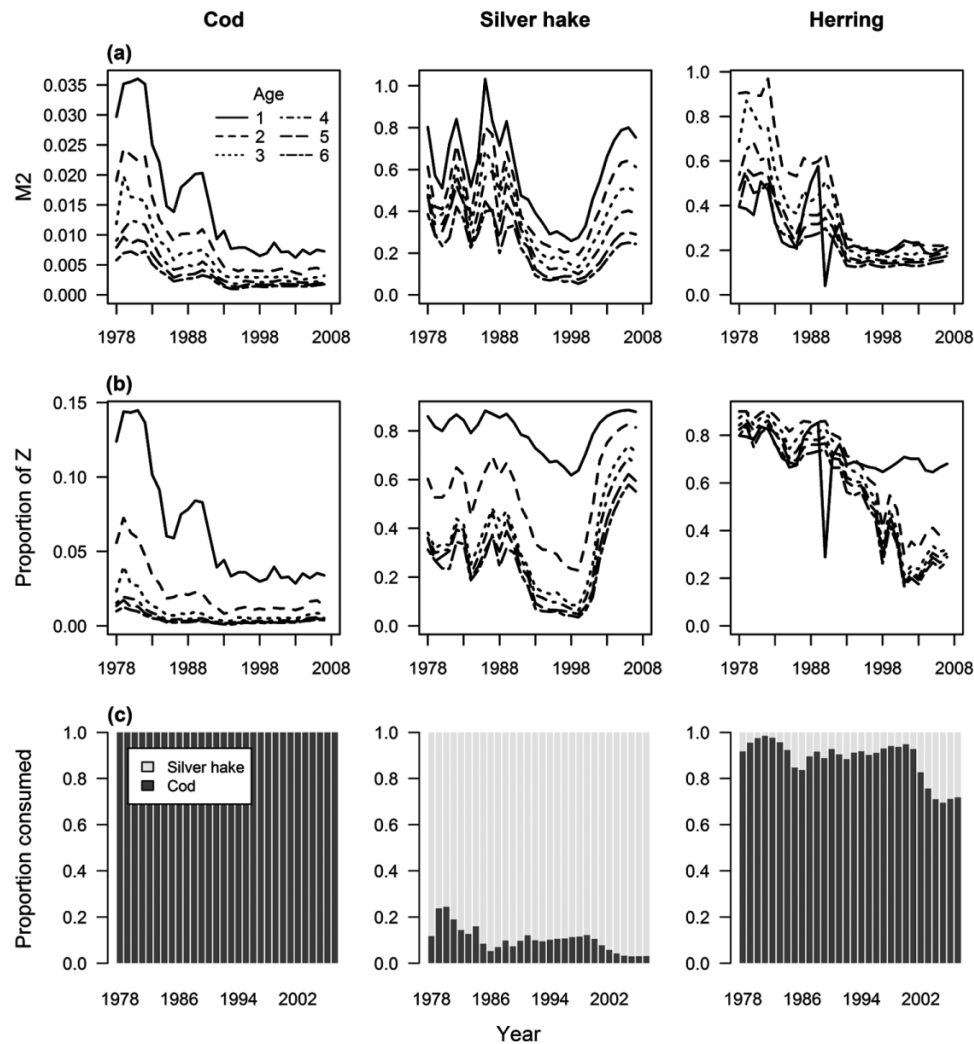 Cod Silver hake Herring
(a)
M2
0.035
0.030
0.025
0.020
0.015
0.010
0.005
0.000
Age
1 4
2 5
3 6
1978 1988 1998 2008
1.0
0.8
0.6
0.4
0.2
0.0
1978 1988 1998 2008
1.0
0.8
0.6
0.4
0.2
0.0
1978 1988 1998 2008
(b)
Proportion of Z
0.15
0.10
0.05
0.00
1978 1988 1998 2008
0.8
0.6
0.4
0.2
0.0
1978 1988 1998 2008
0.8
0.6
0.4
0.2
0.0
1978 1988 1998 2008
(c)
Proportion consumed
1.0
0.8
0.6
0.4
0.2
0.0
Silver hake
Cod
1978 1986 1994 2002
1.0
0.8
0.6
0.4
0.2
0.0
1978 1986 1994 2002
1.0
0.8
0.6
0.4
0.2
0.0
1978 1986 1994 2002
Year